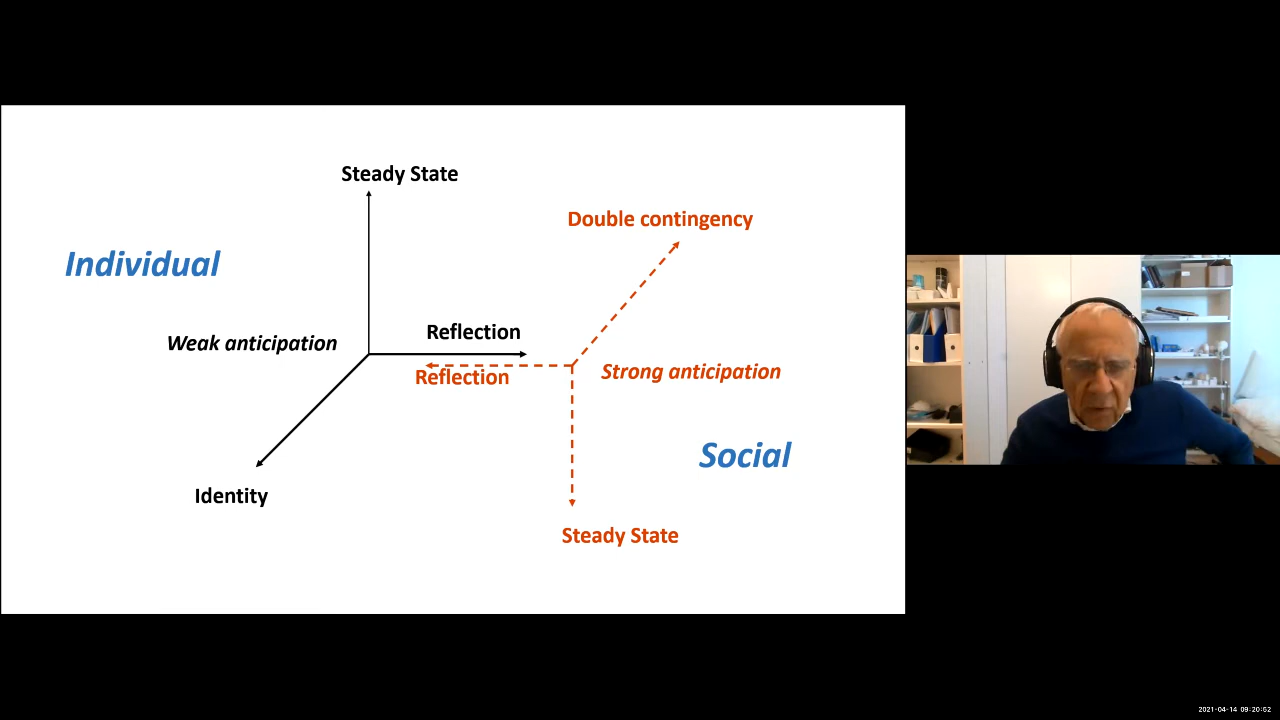 Steady State
Double contingency
Individual
Reflection
Weak anticipation
Reflection
Strong anticipation
Social
Identity
Steady State
2021-04-14 09:20:52